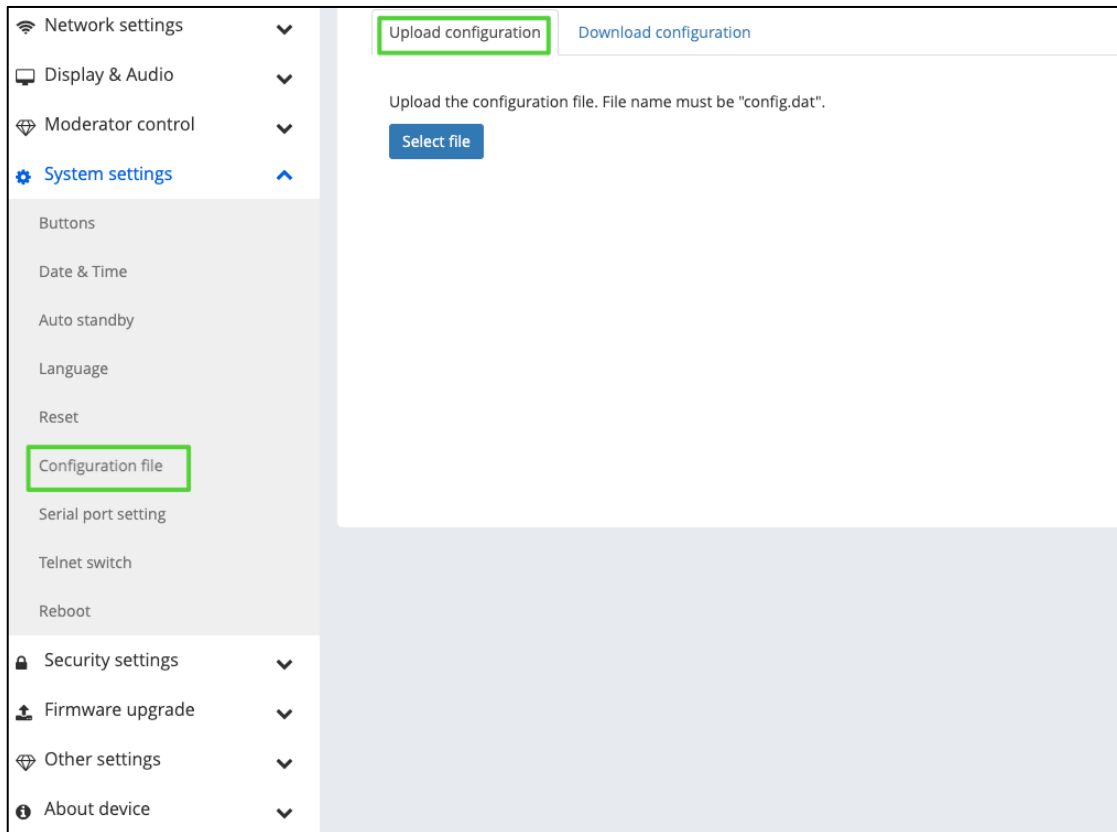 Network settings
Display & Audio
Moderator control
System settings
Buttons
Date & Time
Auto standby
Language
Reset
Configuration file
Serial port setting
Telnet switch
Reboot
Security settings
Firmware upgrade
Other settings
About device
Upload configuration
Download configuration
Upload the configuration file. File name must be "config.dat".
Select file